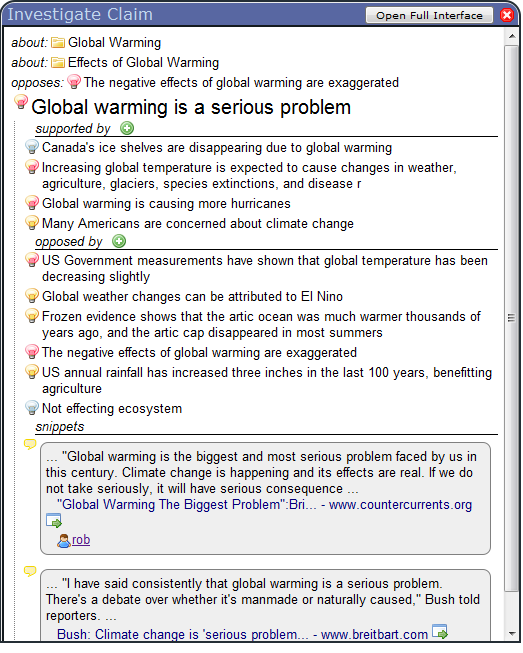 Investigate Claim
Open Full Interface
about: Global Warming
about: Effects of Global Warming
opposes: The negative effects of global warming are exaggerated
Global warming is a serious problem
supported by
Canada's ice shelves are disappearing due to global warming
Increasing global temperature is expected to cause changes in weather,
agriculture, glaciers, species extinctions, and disease r
Global warming is causing more hurricanes
Many Americans are concerned about climate change
opposed by
US Government measurements have shown that global temperature has been
decreasing slightly
Global weather changes can be attributed to El Nino
Frozen evidence shows that the artic ocean was much warmer thousands of
years ago, and the artic cap disappeared in most summers
The negative effects of global warming are exaggerated
US annual rainfall has increased three inches in the last 100 years, benefitting
agriculture
Not effecting ecosystem
snippets
... "Global warming is the biggest and most serious problem faced by us in
this century. Climate change is happening and its effects are real. If we do
not take seriously, it will have serious consequence ...
"Global Warming The Biggest Problem":Bri... - www.countercurrents.org
rob
... "I have said consistently that global warming is a serious problem.
There's a debate over whether it's manmade or naturally caused," Bush told
reporters. ...
Bush: Climate change is 'serious problem... - www.breitbart.com